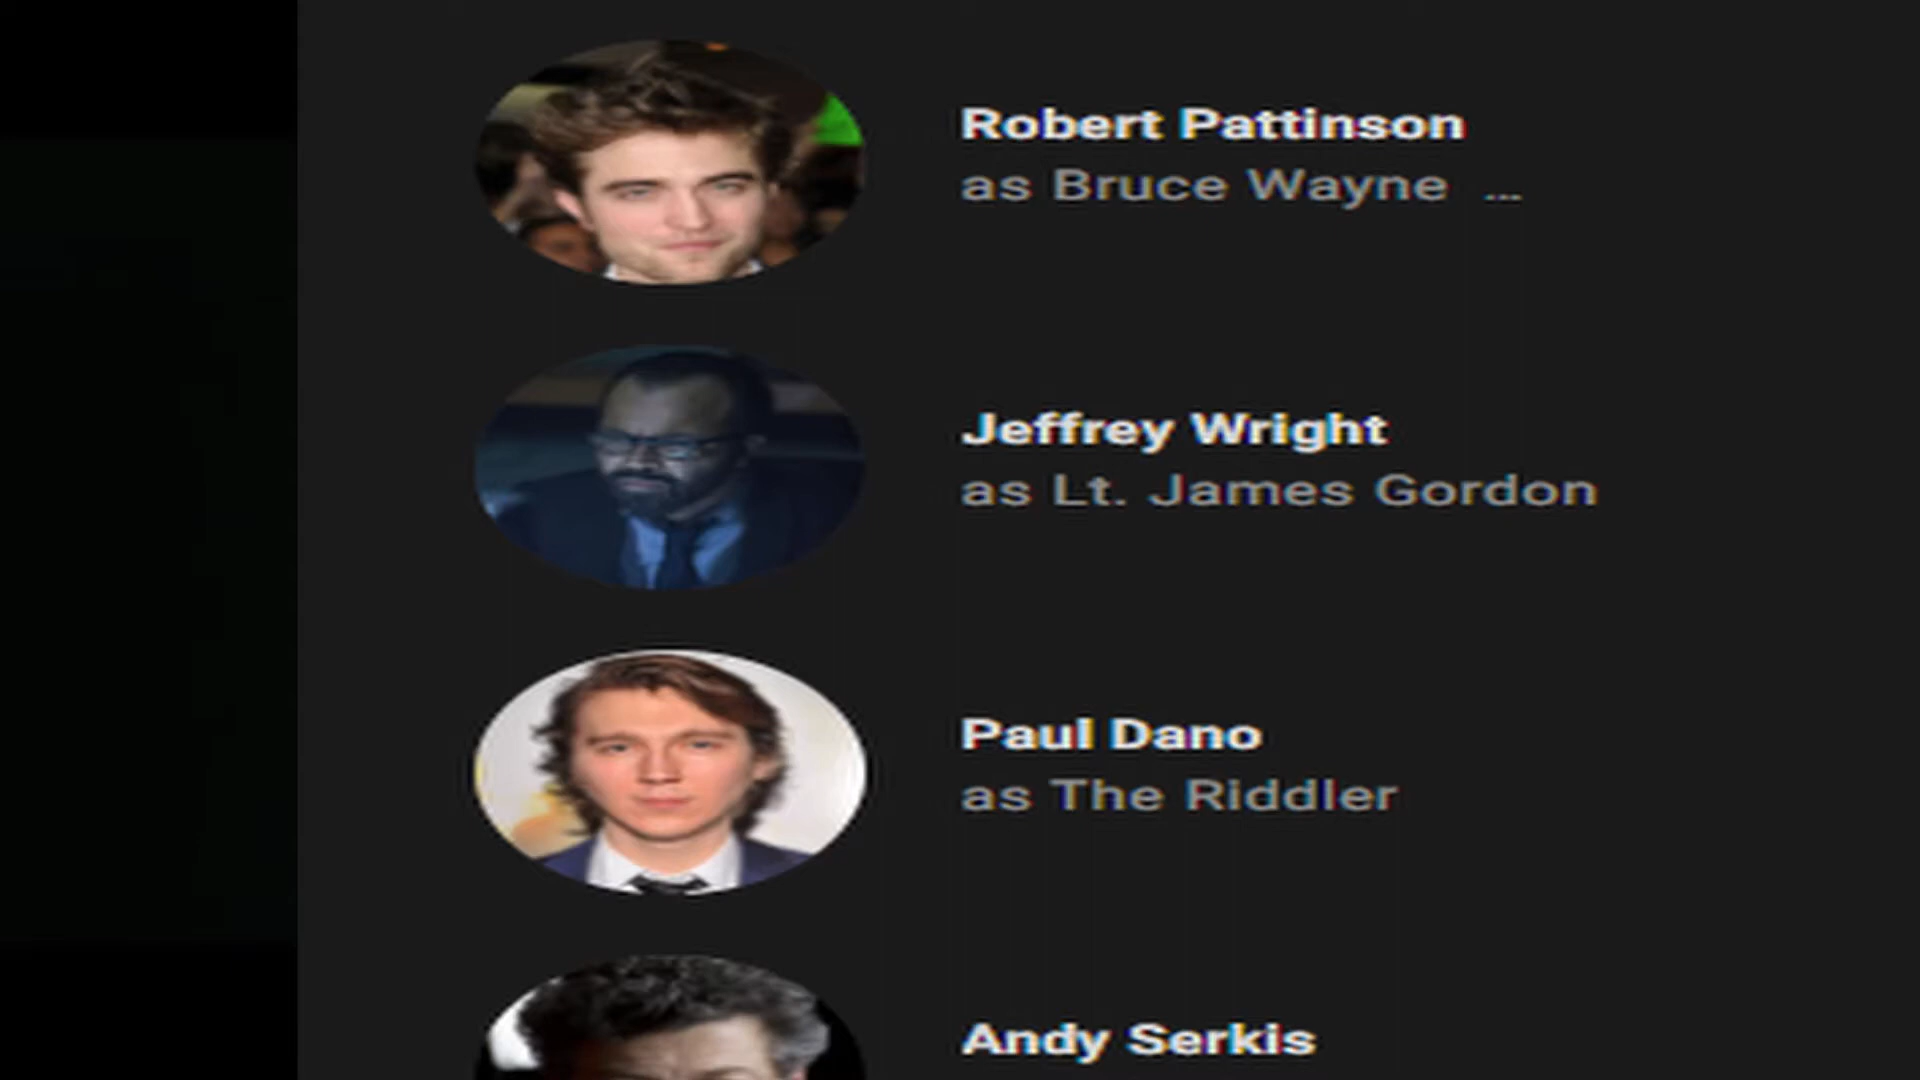 Robert Pattinson
as Bruce Wayne ...
Jeffrey Wright
as Lt. James Gordon
Paul Dano
as The Riddler
Andy Serkis